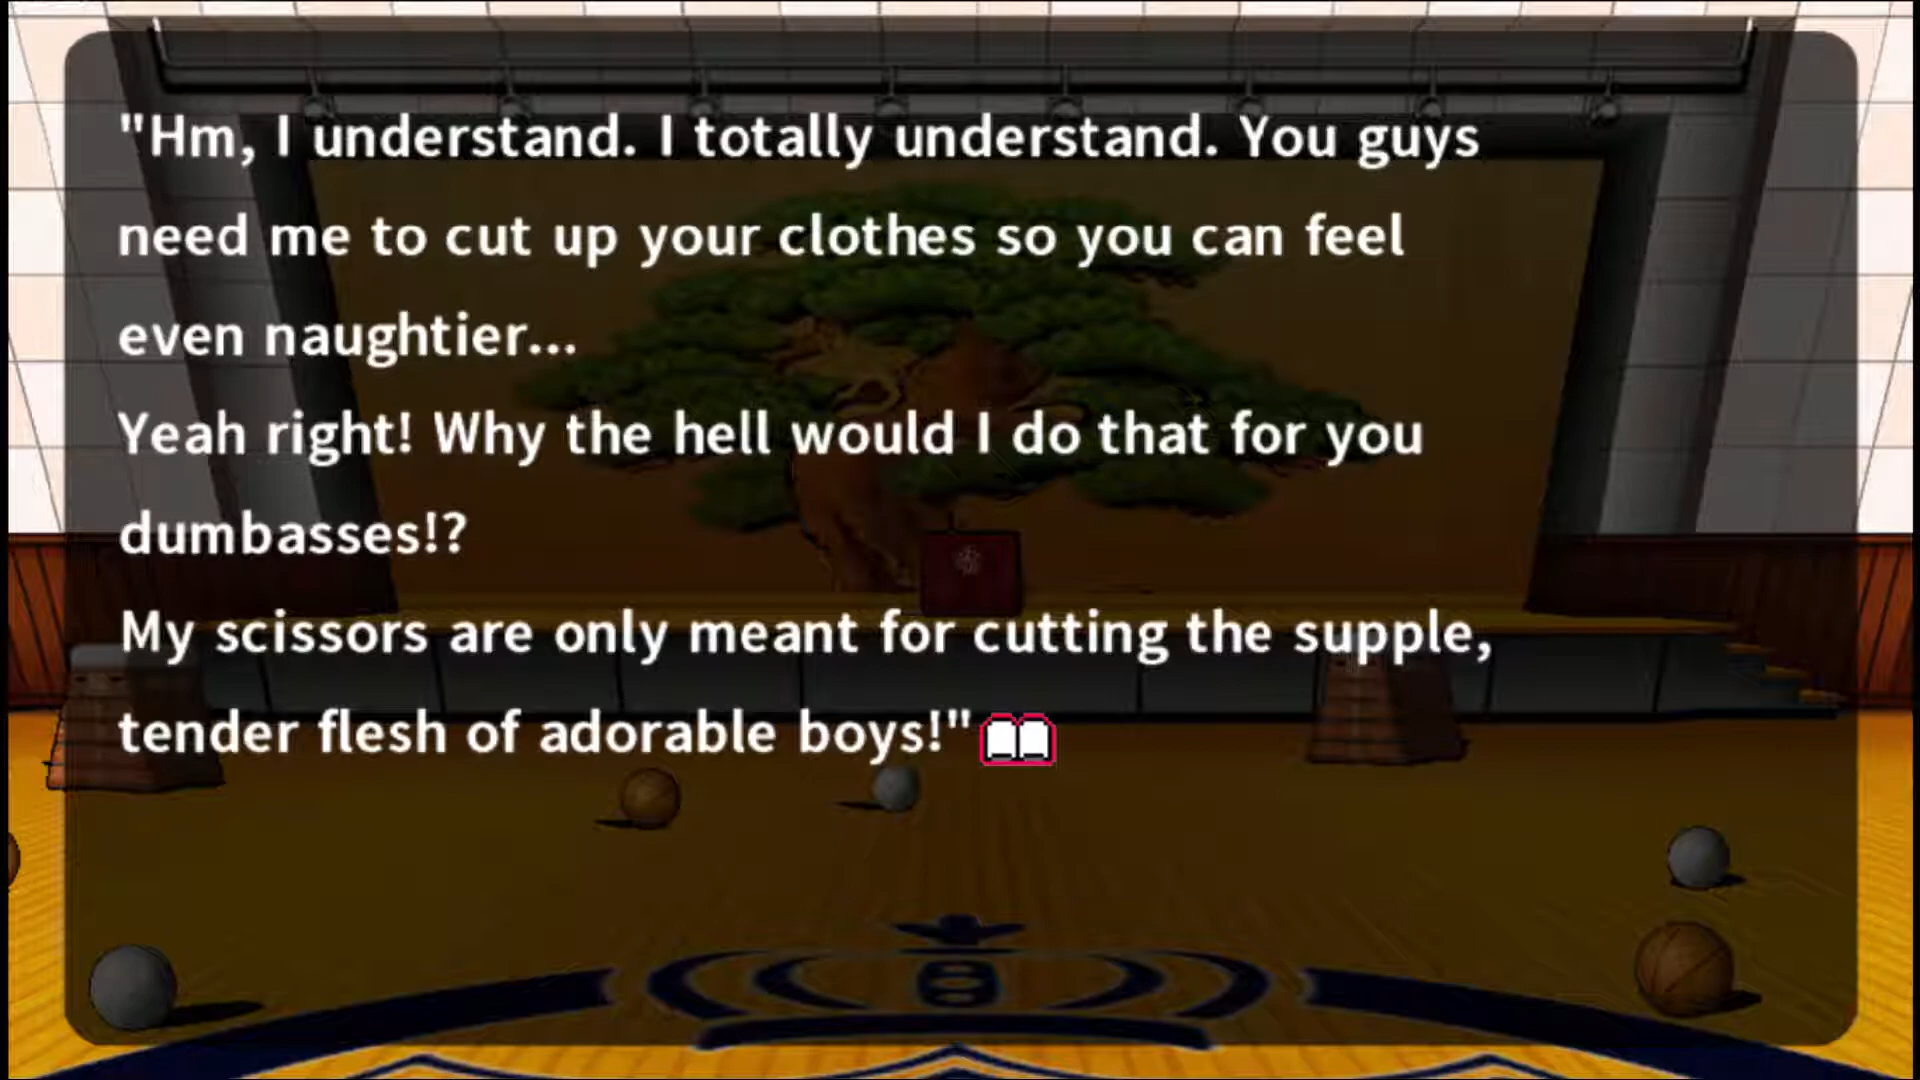 "Hm, I understand. I totally understand. You guys
need me to cut up your clothes so you can feel
even naughtier...
Yeah right! Why the hell would I do that for you
dumbasses!?
My scissors are only meant for cutting the supple,
tender flesh of adorable boys!"